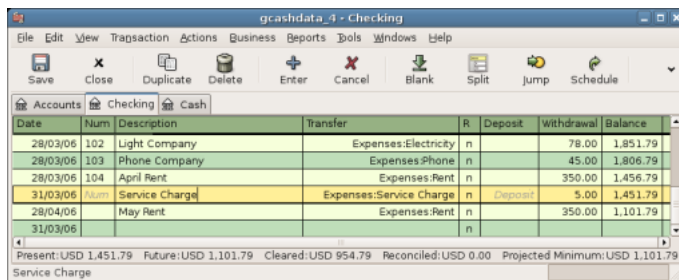 gcashdata_4 - Checking
File Edit View Transaction Actions Business Reports Tools Windows Help
Save Close Duplicate Delete Enter Cancel Blank Split Jump Schedule
Accounts Checking Cash
Date Num Description Transfer R Deposit Withdrawal Balance
28/03/06 102 Light Company Expenses:Electricity n 78.00 1,851.79
28/03/06 103 Phone Company Expenses:Phone n 45.00 1,806.79
28/03/06 104 April Rent Expenses:Rent n 350.00 1,456.79
31/03/06 Num Service Charge Expenses:Service Charge n Deposit 5.00 1,451.79
28/04/06 May Rent Expenses:Rent n 350.00 1,101.79
31/03/06 n
Present:USD 1,451.79 Future:USD 1,101.79 Cleared:USD 954.79 Reconciled:USD 0.00 Projected Minimum:USD 1,101.79
Service Charge